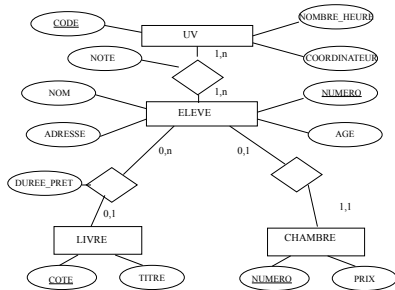 CODE
NOMBRE_HEURE
UV
NOTE
1,n
COORDINATEUR
NOM
1,n
NUMERO
ELEVE
ADRESSE
AGE
0,n
0,1
DUREE_PRET
0,1
1,1
LIVRE
CHAMBRE
COTE
TITRE
NUMERO
PRIX